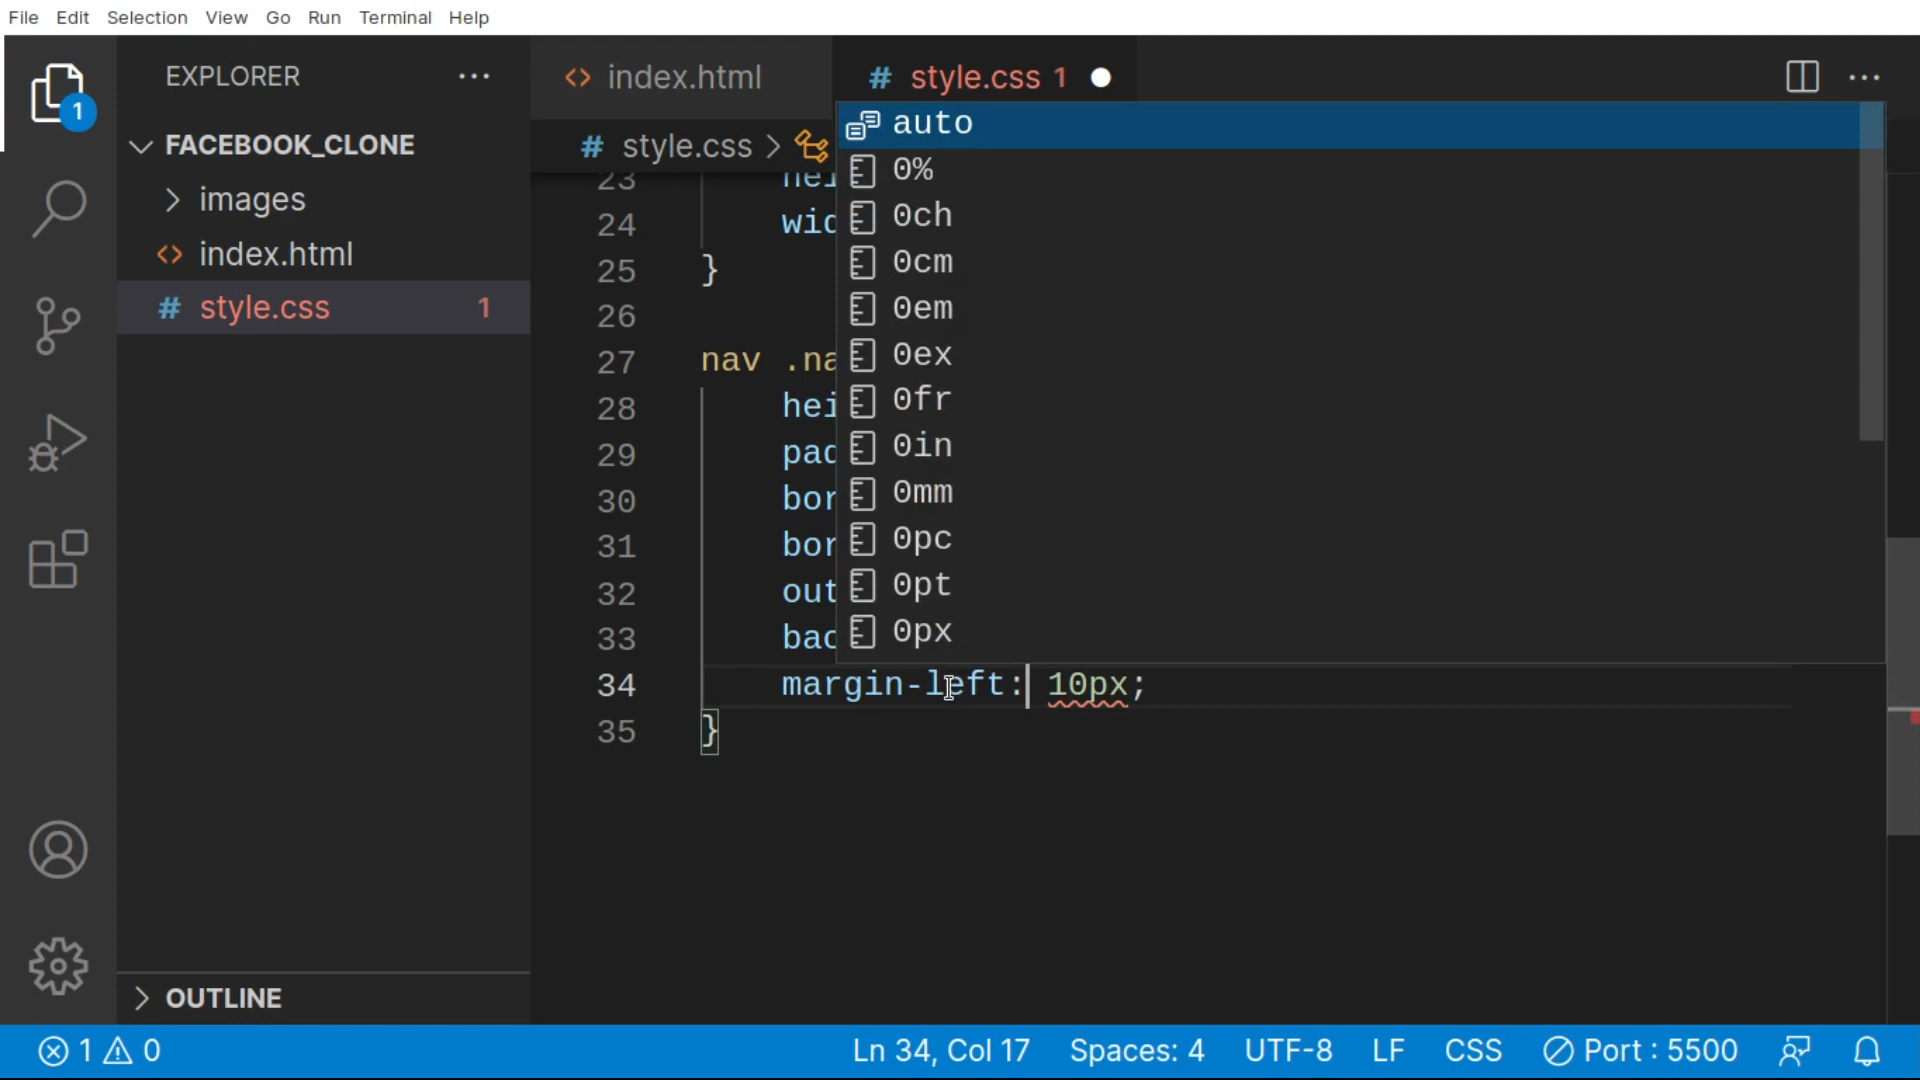 File Edit Selection View Go Run Terminal Help
EXPLORER ...
index.html
style.css 1
1
FACEBOOK_CLONE
images
index.html
style.css 1
OUTLINE
# style.css >
23 hei
24 wid
25 }
26
27 nav .na
28 hei
29 pad
30 bor
31 bor
32 out
33 bac
34 margin-left: 10px;
35 }
auto
0%
0ch
0cm
0em
0ex
0fr
0in
0mm
0pc
0pt
0px
1 0 Ln 34, Col 17 Spaces: 4 UTF-8 LF CSS Port : 5500